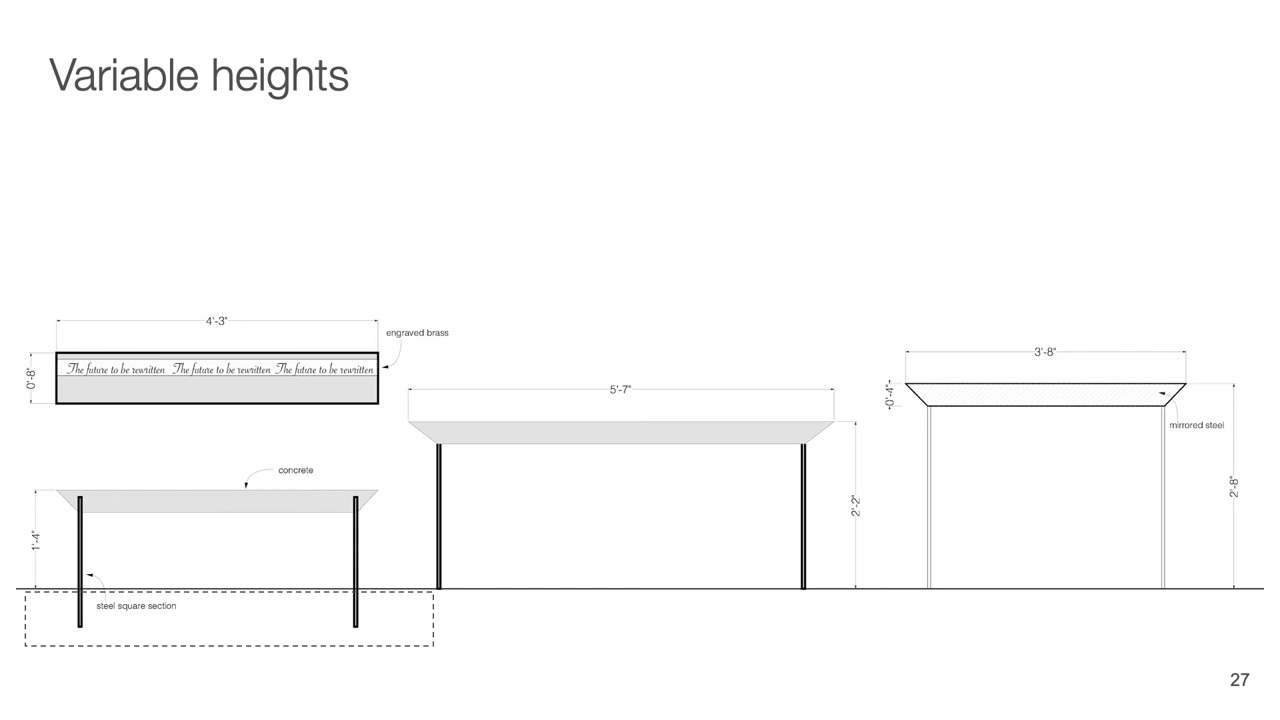 Variable heights
4'-3"
engraved brass
0'-8"
The future to be rewritten The future to be rewritten The future to be rewritten
3'-8"
0'-4"
mirrored steel
5'-7"
2'-8"
2'-2"
concrete
1'-4"
steel square section
27